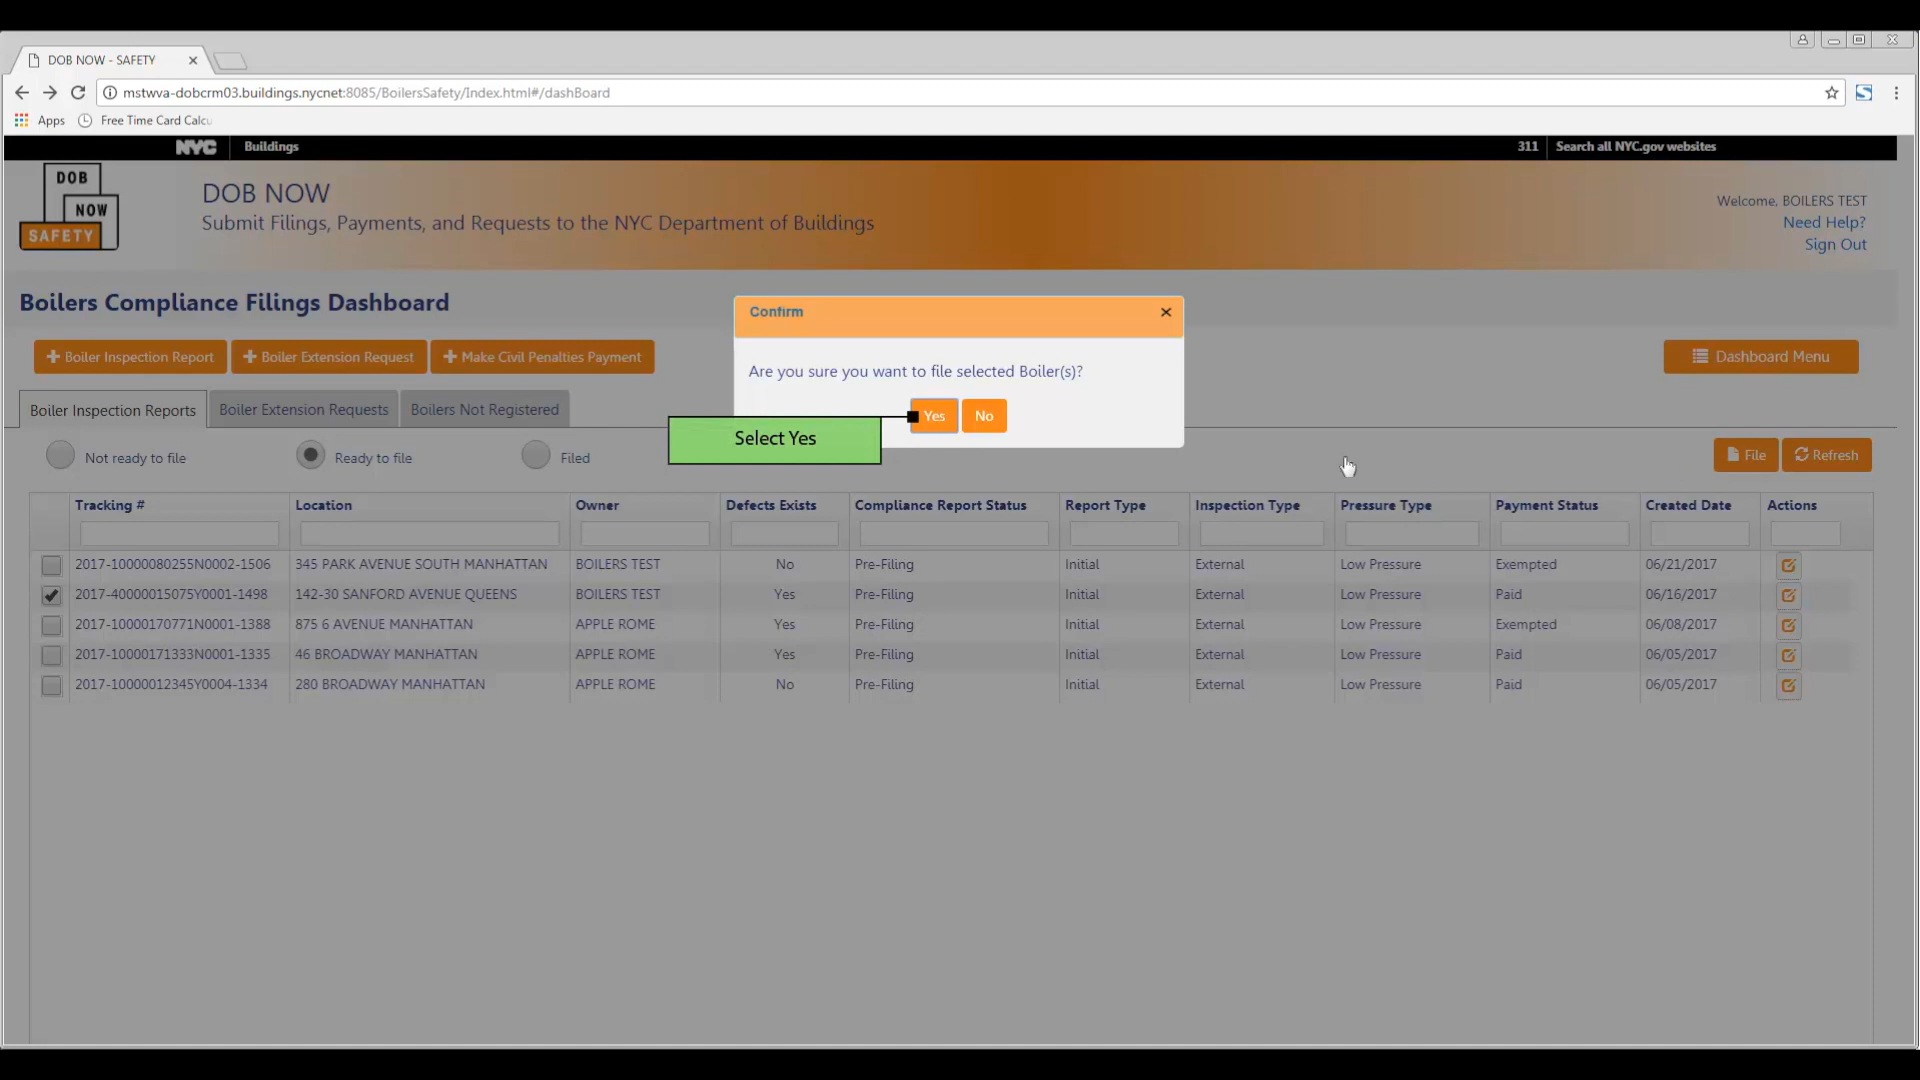 DOB NOW - SAFETY
mstwva-dobcrm03.buildings.nycnet:8085/BoilersSafety/Index.html#/dashBoard
Apps Free Time Card Calcu
NYC Buildings 311 Search all NYC.gov websites
DOB
NOW
SAFETY
DOB NOW
Submit Filings, Payments, and Requests to the NYC Department of Buildings
Welcome, BOILERS TEST
Need Help?
Sign Out
Boilers Compliance Filings Dashboard
Confirm
Are you sure you want to file selected Boiler(s)?
Yes No
Select Yes
Boiler Inspection Report Boiler Extension Request Make Civil Penalties Payment Dashboard Menu
Boiler Inspection Reports Boiler Extension Requests Boilers Not Registered
Not ready to file Ready to file Filed File Refresh
Tracking # Location Owner Defects Exists Compliance Report Status Report Type Inspection Type Pressure Type Payment Status Created Date Actions
2017-10000080255N0002-1506 345 PARK AVENUE SOUTH MANHATTAN BOILERS TEST No Pre-Filing Initial External Low Pressure Exempted 06/21/2017
2017-40000015075Y0001-1498 142-30 SANFORD AVENUE QUEENS BOILERS TEST Yes Pre-Filing Initial External Low Pressure Paid 06/16/2017
2017-10000170771N0001-1388 875 6 AVENUE MANHATTAN APPLE ROME Yes Pre-Filing Initial External Low Pressure Exempted 06/08/2017
2017-10000171333N0001-1335 46 BROADWAY MANHATTAN APPLE ROME Yes Pre-Filing Initial External Low Pressure Paid 06/05/2017
2017-10000012345Y0004-1334 280 BROADWAY MANHATTAN APPLE ROME No Pre-Filing Initial External Low Pressure Paid 06/05/2017